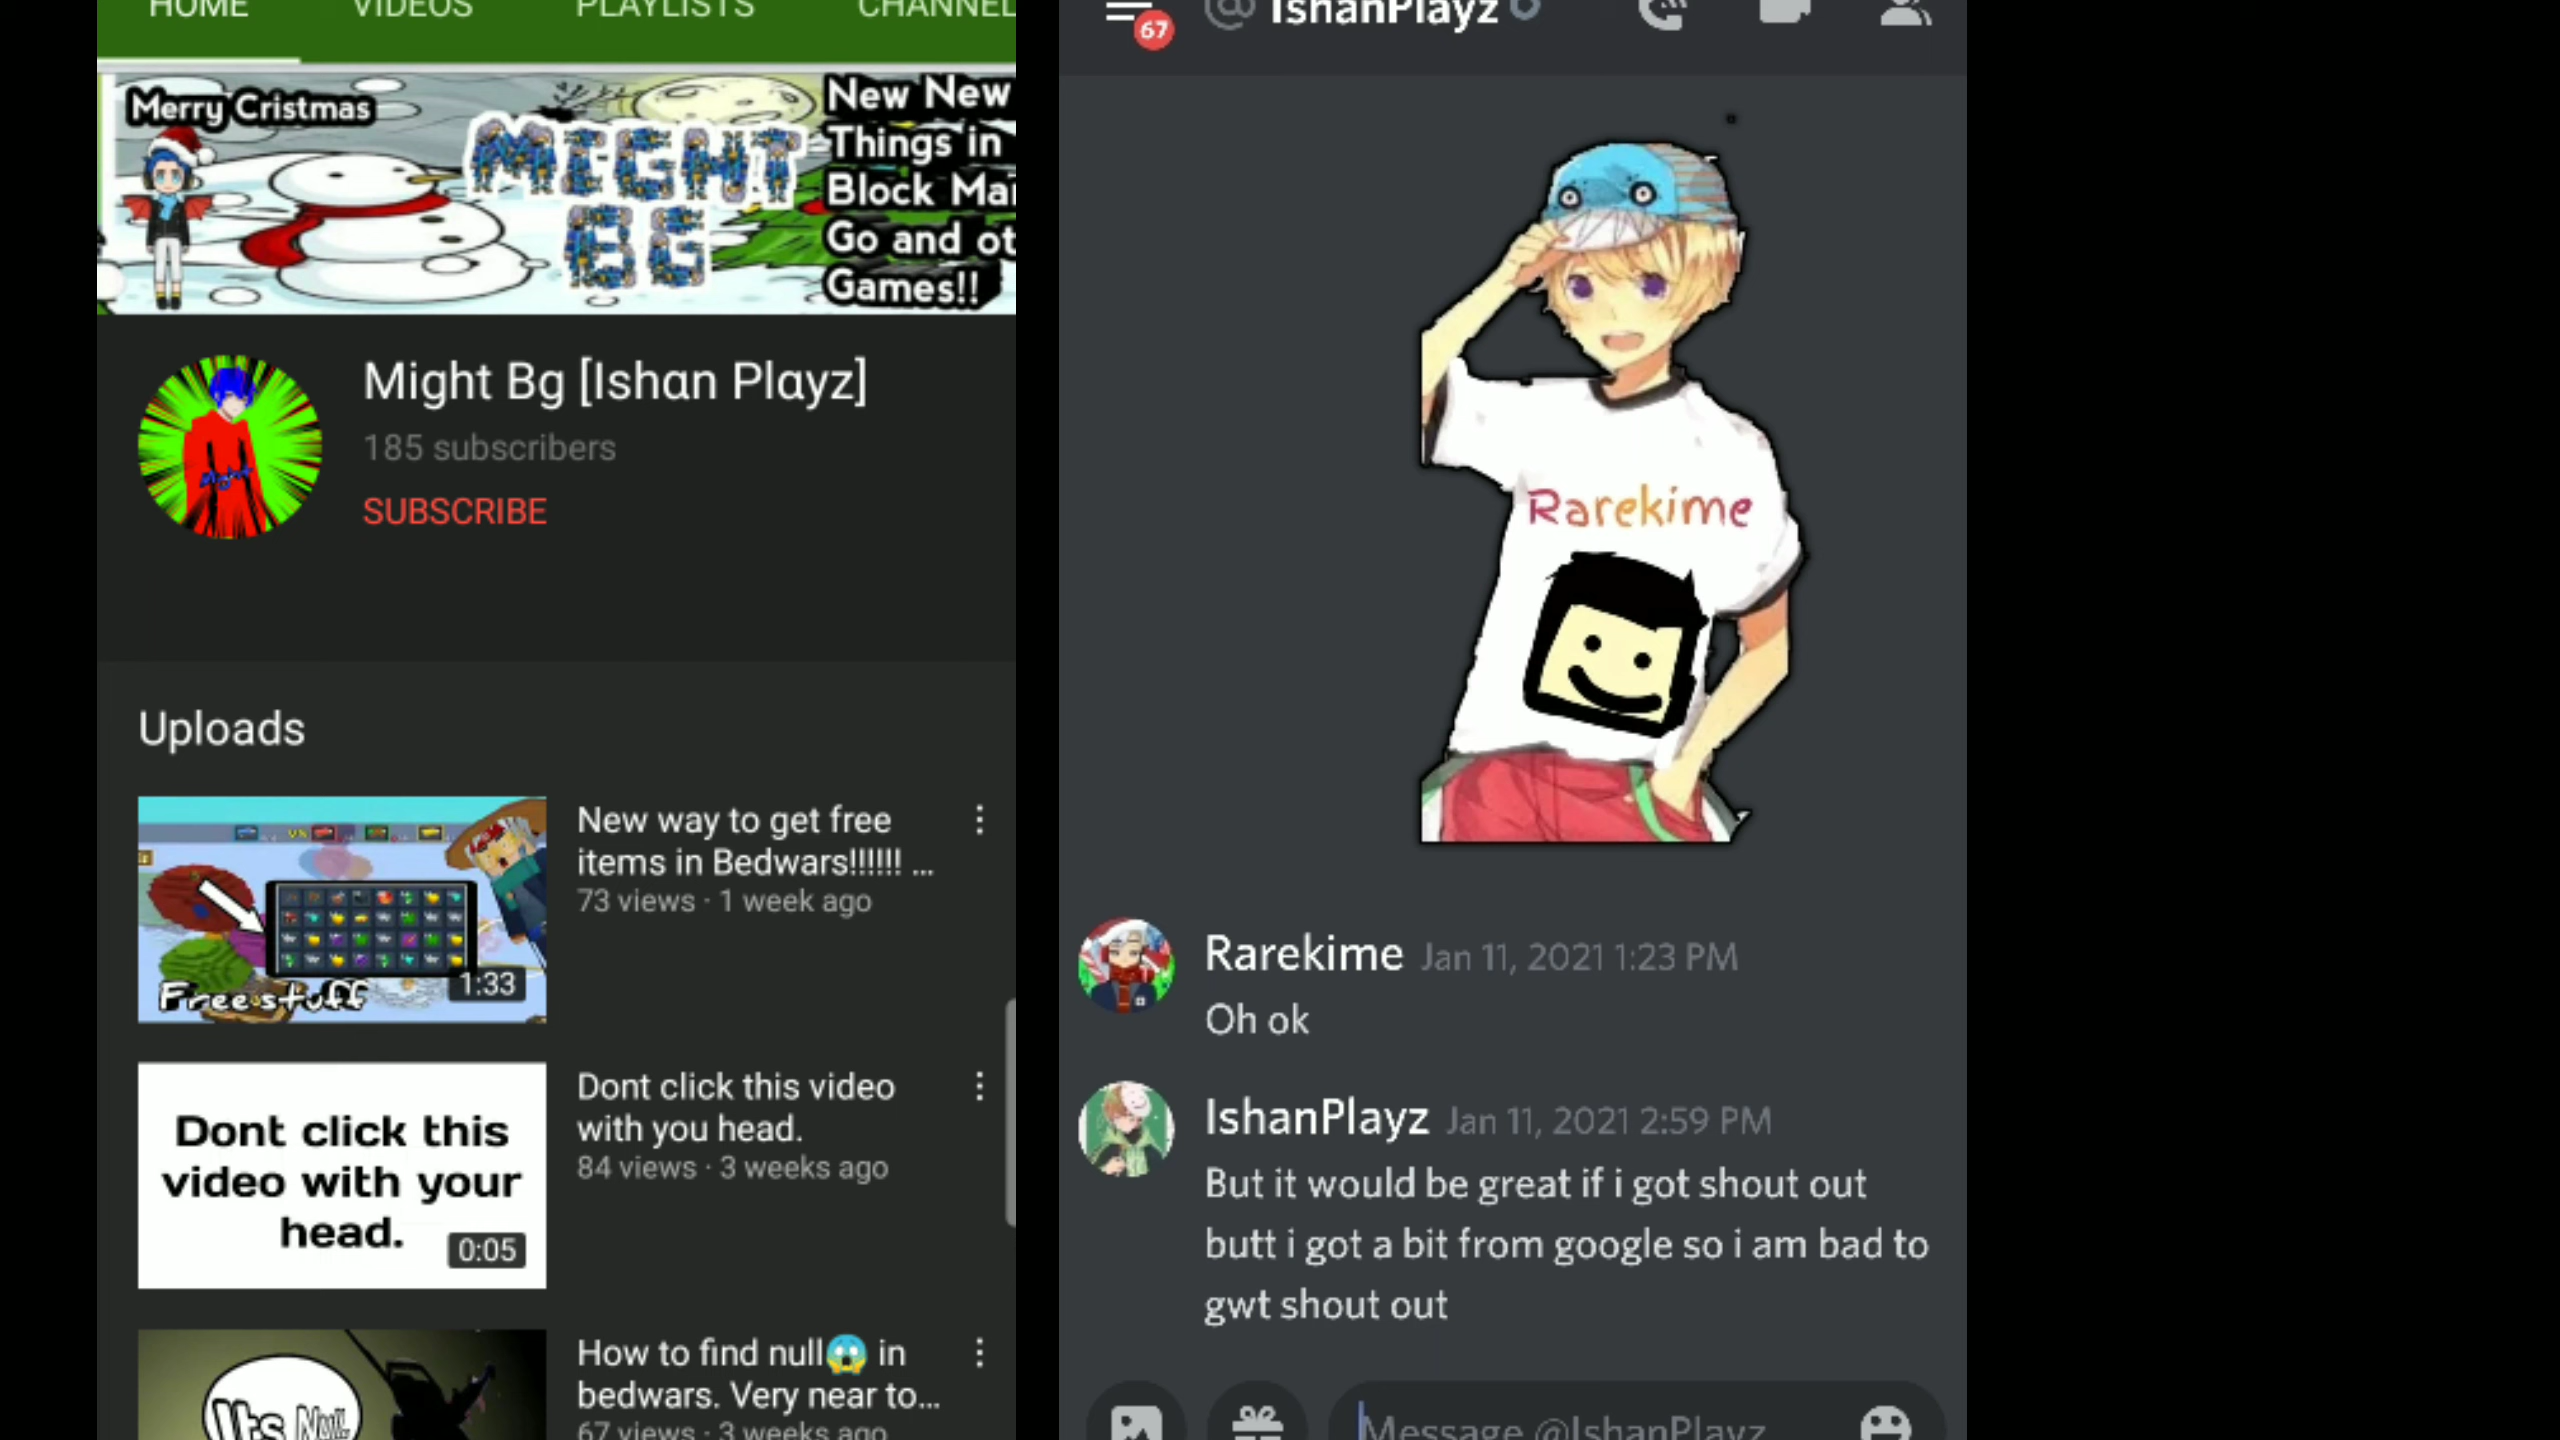 HOME VIDEOS PLAYLISTS CHANNEL
Merry Cristmas
MIGHT
BG
New New
Things in
Block Ma
Go and ot
Games!!
Might Bg [Ishan Playz]
185 subscribers
SUBSCRIBE
Uploads
New way to get free
items in Bedwars!!!!!! ...
73 views · 1 week ago
Free stuff
1:33
Dont click this
video with your
head.
0:05
Dont click this video
with you head.
84 views · 3 weeks ago
How to find null😱 in
bedwars. Very near to...
67 views · 3 weeks ago
Its Null
67
@ IshanPlayz
Rarekime
Rarekime Jan 11, 2021 1:23 PM
Oh ok
IshanPlayz Jan 11, 2021 2:59 PM
But it would be great if i got shout out
butt i got a bit from google so i am bad to
gwt shout out
Message @IshanPlayz